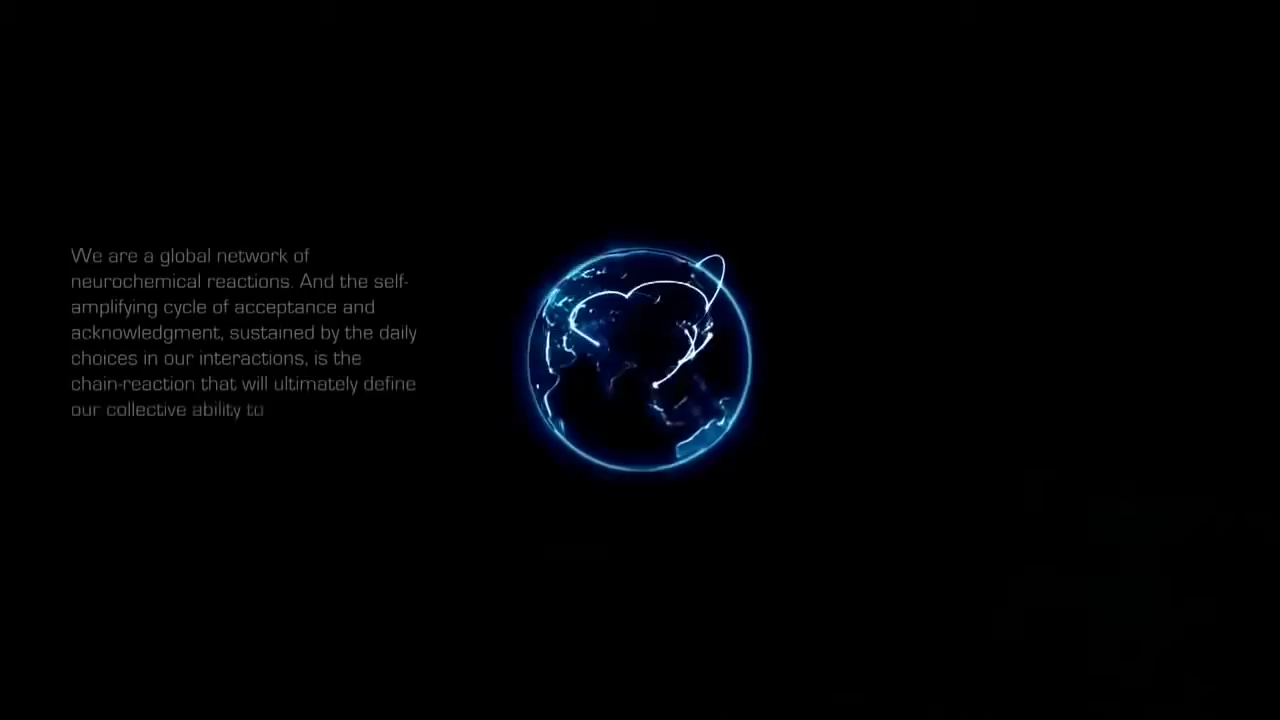 We are a global network of
neurochemical reactions. And the self-
amplifying cycle of acceptance and
acknowledgment, sustained by the daily
choices in our interactions, is the
chain-reaction that will ultimately define
our collective ability to